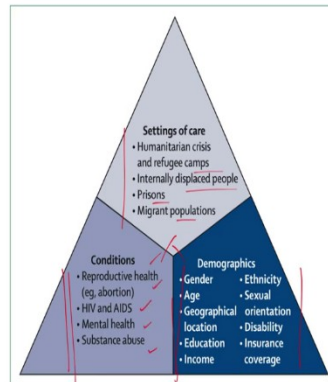 Settings of care
• Humanitarian crisis
and refugee camps
• Internally displaced people
• Prisons
• Migrant populations
Conditions
• Reproductive health
(eg, abortion)
• HIV and AIDS
• Mental health
• Substance abuse
Demographics
• Gender
• Age
• Geographical
location
• Education
• Income
• Ethnicity
• Sexual
orientation
• Disability
• Insurance
coverage